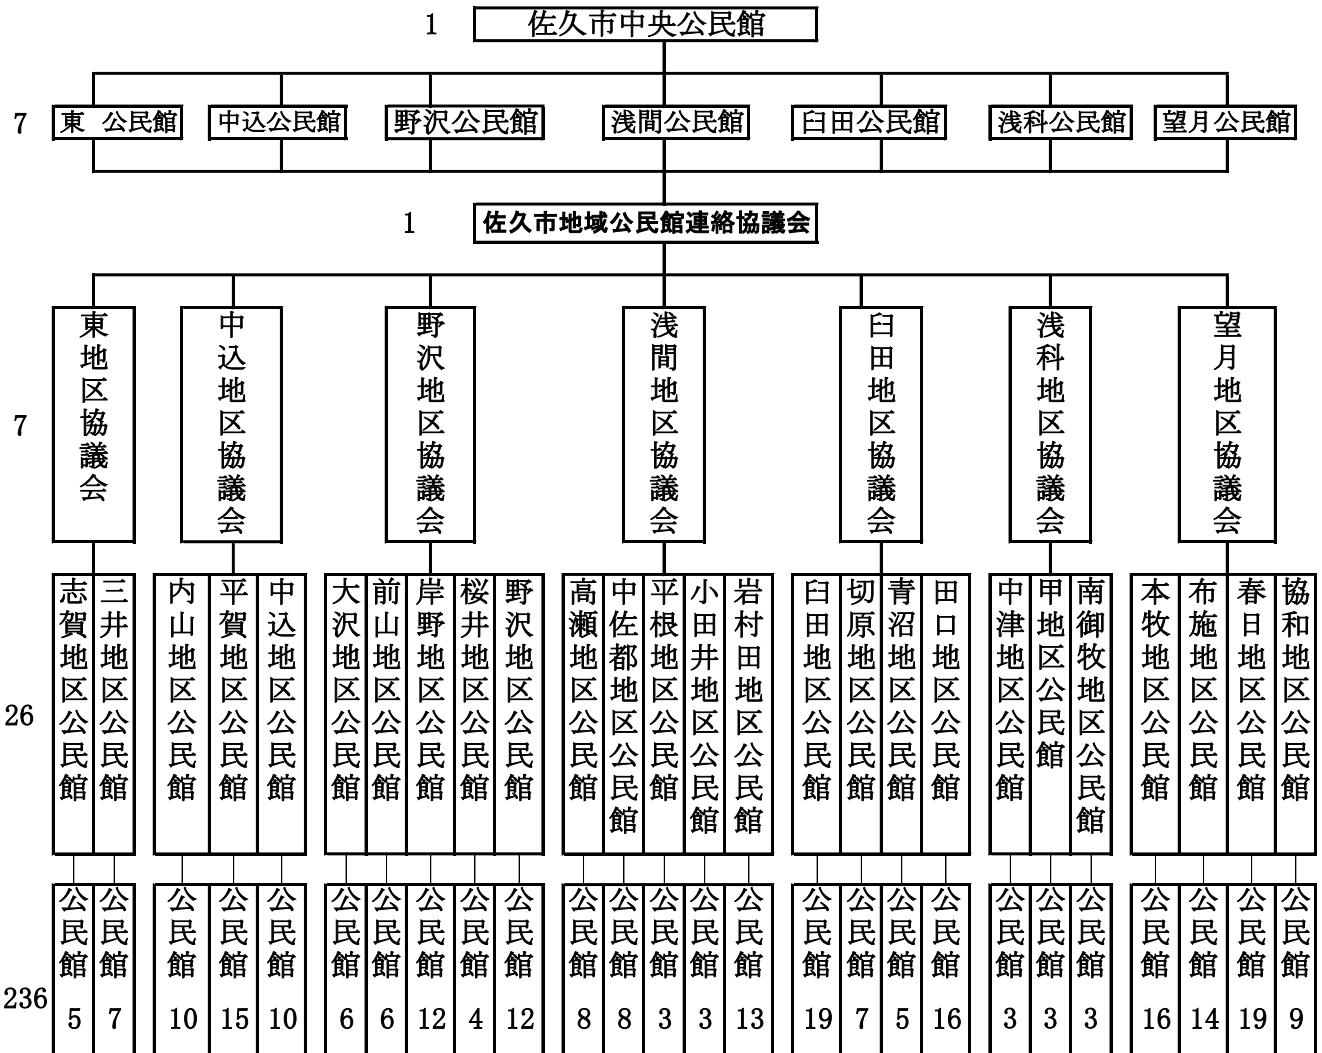 1 佐久市中央公民館
7 東 公民館 中込公民館 野沢公民館 浅間公民館 臼田公民館 浅科公民館 望月公民館
1 佐久市地域公民館連絡協議会
7
東地区協議会
中込地区協議会
野沢地区協議会
浅間地区協議会
臼田地区協議会
浅科地区協議会
望月地区協議会
26
志賀地区公民館
三井地区公民館
内山地区公民館
平賀地区公民館
中込地区公民館
大沢地区公民館
前山地区公民館
岸野地区公民館
桜井地区公民館
野沢地区公民館
高瀬地区公民館
中佐都地区公民館
平根地区公民館
小田井地区公民館
岩村田地区公民館
臼田地区公民館
切原地区公民館
青沼地区公民館
田口地区公民館
中津地区公民館
甲地区公民館
南御牧地区公民館
本牧地区公民館
布施地区公民館
春日地区公民館
協和地区公民館
236
公民館 5
公民館 7
公民館 10
公民館 15
公民館 10
公民館 6
公民館 6
公民館 12
公民館 4
公民館 12
公民館 8
公民館 8
公民館 3
公民館 3
公民館 13
公民館 19
公民館 7
公民館 5
公民館 16
公民館 3
公民館 3
公民館 3
公民館 16
公民館 14
公民館 19
公民館 9